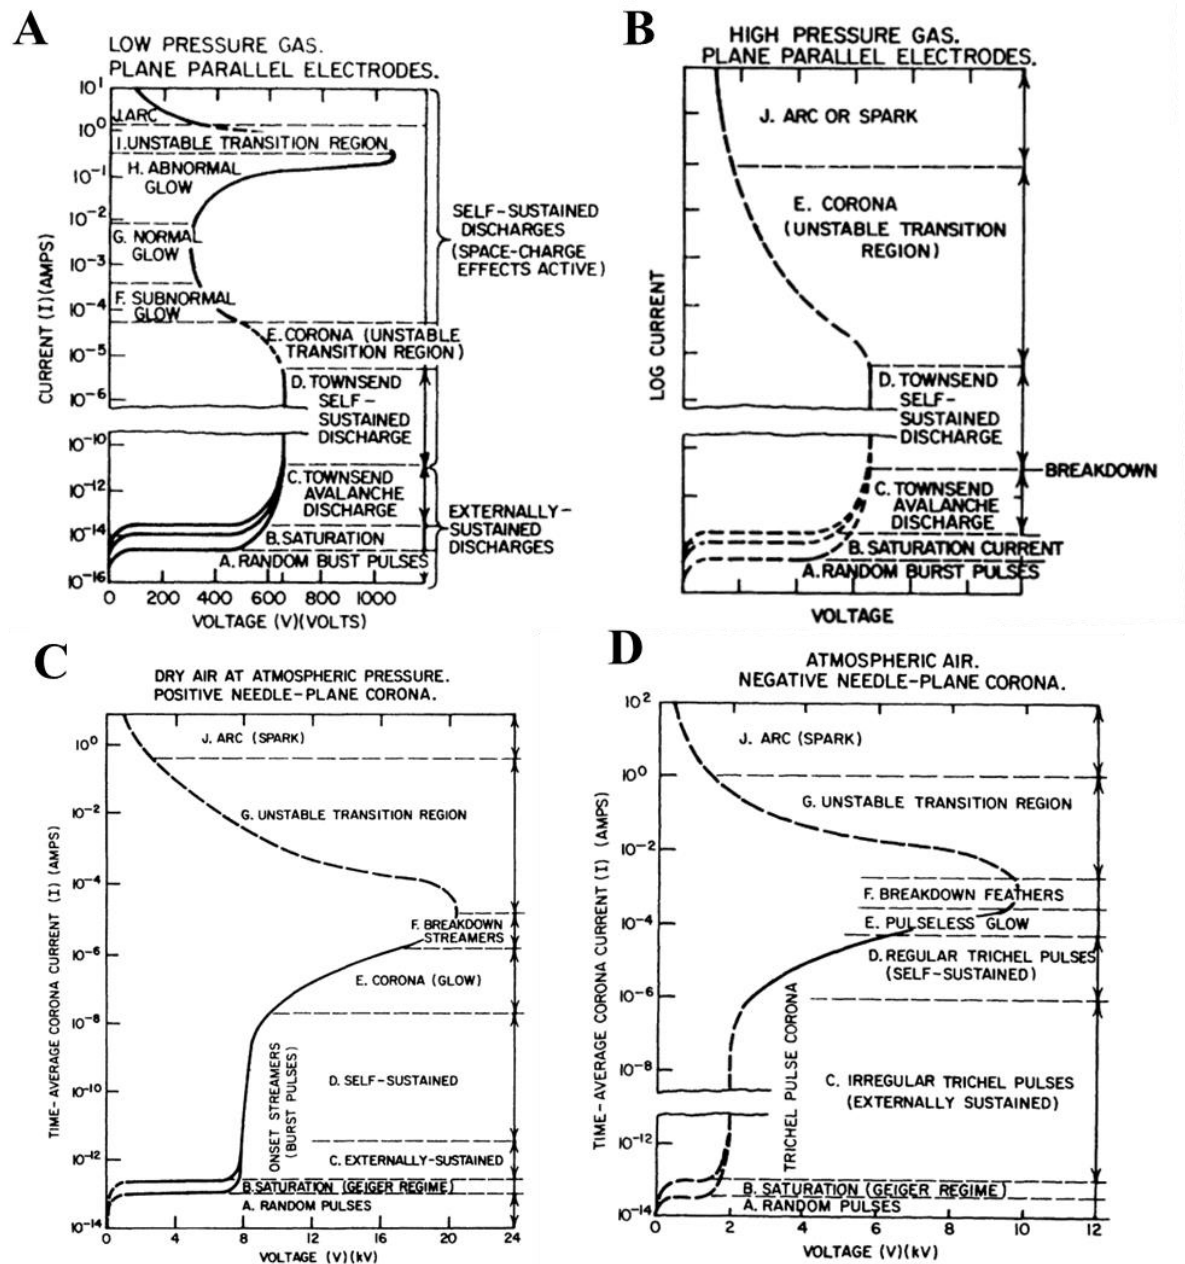 A
LOW PRESSURE GAS.
PLANE PARALLEL ELECTRODES.
CURRENT (I)(AMPS)
10¹
10⁰
10⁻¹
10⁻²
10⁻³
10⁻⁴
10⁻⁵
10⁻⁶
10⁻¹⁰
10⁻¹²
10⁻¹⁴
10⁻¹⁶
J. ARC
I. UNSTABLE TRANSITION REGION
H. ABNORMAL
GLOW
G. NORMAL
GLOW
F. SUBNORMAL
GLOW
E. CORONA (UNSTABLE
TRANSITION REGION)
D. TOWNSEND
SELF-
SUSTAINED
DISCHARGE
C. TOWNSEND
AVALANCHE
DISCHARGE
B. SATURATION
A. RANDOM BUST PULSES
SELF-SUSTAINED
DISCHARGES
(SPACE-CHARGE
EFFECTS ACTIVE)
EXTERNALLY-
SUSTAINED
DISCHARGES
0 200 400 600 800 1000
VOLTAGE (V)(VOLTS)
B
HIGH PRESSURE GAS.
PLANE PARALLEL ELECTRODES.
LOG CURRENT
J. ARC OR SPARK
E. CORONA
(UNSTABLE TRANSITION
REGION)
D. TOWNSEND
SELF-
SUSTAINED
DISCHARGE
BREAKDOWN
C. TOWNSEND
AVALANCHE
DISCHARGE
B. SATURATION CURRENT
A. RANDOM BURST PULSES
VOLTAGE
C
DRY AIR AT ATMOSPHERIC PRESSURE.
POSITIVE NEEDLE-PLANE CORONA.
TIME-AVERAGE CORONA CURRENT (I) (AMPS)
10⁰
10⁻²
10⁻⁴
10⁻⁶
10⁻⁸
10⁻¹⁰
10⁻¹²
10⁻¹⁴
J. ARC (SPARK)
G. UNSTABLE TRANSITION REGION
F. BREAKDOWN
STREAMERS
E. CORONA (GLOW)
ONSET STREAMERS
(BURST PULSES)
D. SELF-SUSTAINED
C. EXTERNALLY-SUSTAINED
B. SATURATION (GEIGER REGIME)
A. RANDOM PULSES
0 4 8 12 16 20 24
VOLTAGE (V)(kV)
D
ATMOSPHERIC AIR.
NEGATIVE NEEDLE-PLANE CORONA.
TIME-AVERAGE CORONA CURRENT (I) (AMPS)
10²
10⁰
10⁻²
10⁻⁴
10⁻⁶
10⁻⁸
10⁻¹²
10⁻¹⁴
J. ARC (SPARK)
G. UNSTABLE TRANSITION REGION
F. BREAKDOWN FEATHERS
E. PULSELESS GLOW
D. REGULAR TRICHEL PULSES
(SELF-SUSTAINED)
TRICHEL PULSE CORONA
C. IRREGULAR TRICHEL PULSES
(EXTERNALLY SUSTAINED)
B. SATURATION (GEIGER REGIME)
A. RANDOM PULSES
0 2 4 6 8 10 12
VOLTAGE (V)(kV)